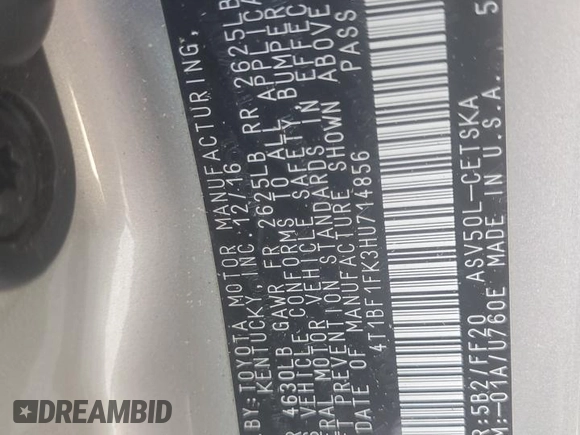 BY: TOYOTA MOTOR MANUFACTURING,
KENTUCKY, INC. 12/16
4630LB GAWR FR 2625LB RR 2625LB
VEHICLE CONFORMS TO ALL APPLICA
RAL MOTOR VEHICLE SAFETY, BUMPER
T PREVENTION STANDARDS IN EFFEC
DATE OF MANUFACTURE SHOWN ABOVE
4T1BF1FK3HU714856 PASS
R:5B2/FF20 ASV50L-CETSKA
M:-01A/U760E MADE IN U.S.A. 5
RIDESAFELY